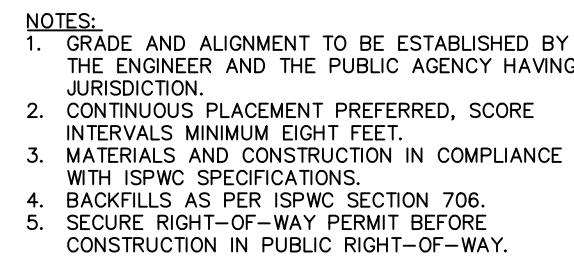 NOTES:
1. GRADE AND ALIGNMENT TO BE ESTABLISHED BY
THE ENGINEER AND THE PUBLIC AGENCY HAVING
JURISDICTION.
2. CONTINUOUS PLACEMENT PREFERRED, SCORE
INTERVALS MINIMUM EIGHT FEET.
3. MATERIALS AND CONSTRUCTION IN COMPLIANCE
WITH ISPWC SPECIFICATIONS.
4. BACKFILLS AS PER ISPWC SECTION 706.
5. SECURE RIGHT-OF-WAY PERMIT BEFORE
CONSTRUCTION IN PUBLIC RIGHT-OF-WAY.